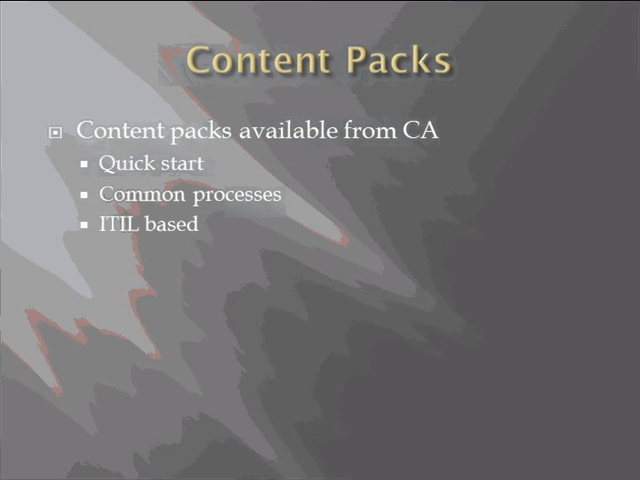 Content Packs
Content packs available from CA
Quick start
Common processes
ITIL based